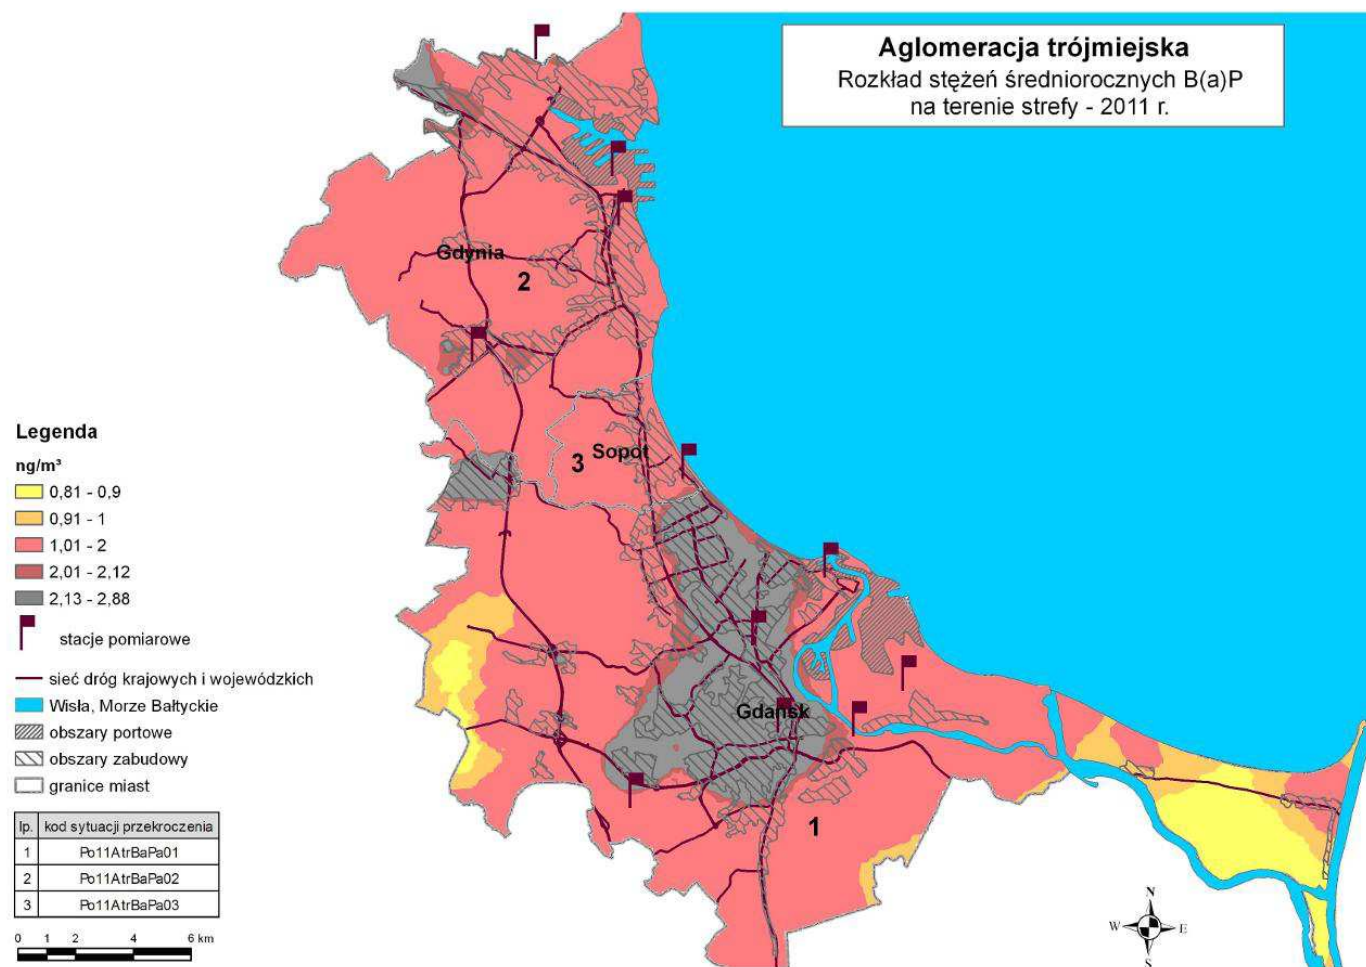 Aglomeracja trójmiejska
Rozkład stężeń średniorocznych B(a)P
na terenie strefy - 2011 r.
Gdynia
2
Sopot
3
Gdańsk
1
Legenda
ng/m³
0,81 - 0,9
0,91 - 1
1,01 - 2
2,01 - 2,12
2,13 - 2,88
stacje pomiarowe
sieć dróg krajowych i wojewódzkich
Wisła, Morze Bałtyckie
obszary portowe
obszary zabudowy
granice miast
lp. kod sytuacji przekroczenia
1 Po11AtrBaPa01
2 Po11AtrBaPa02
3 Po11AtrBaPa03
0 1 2 4 6 km
N
W E
S